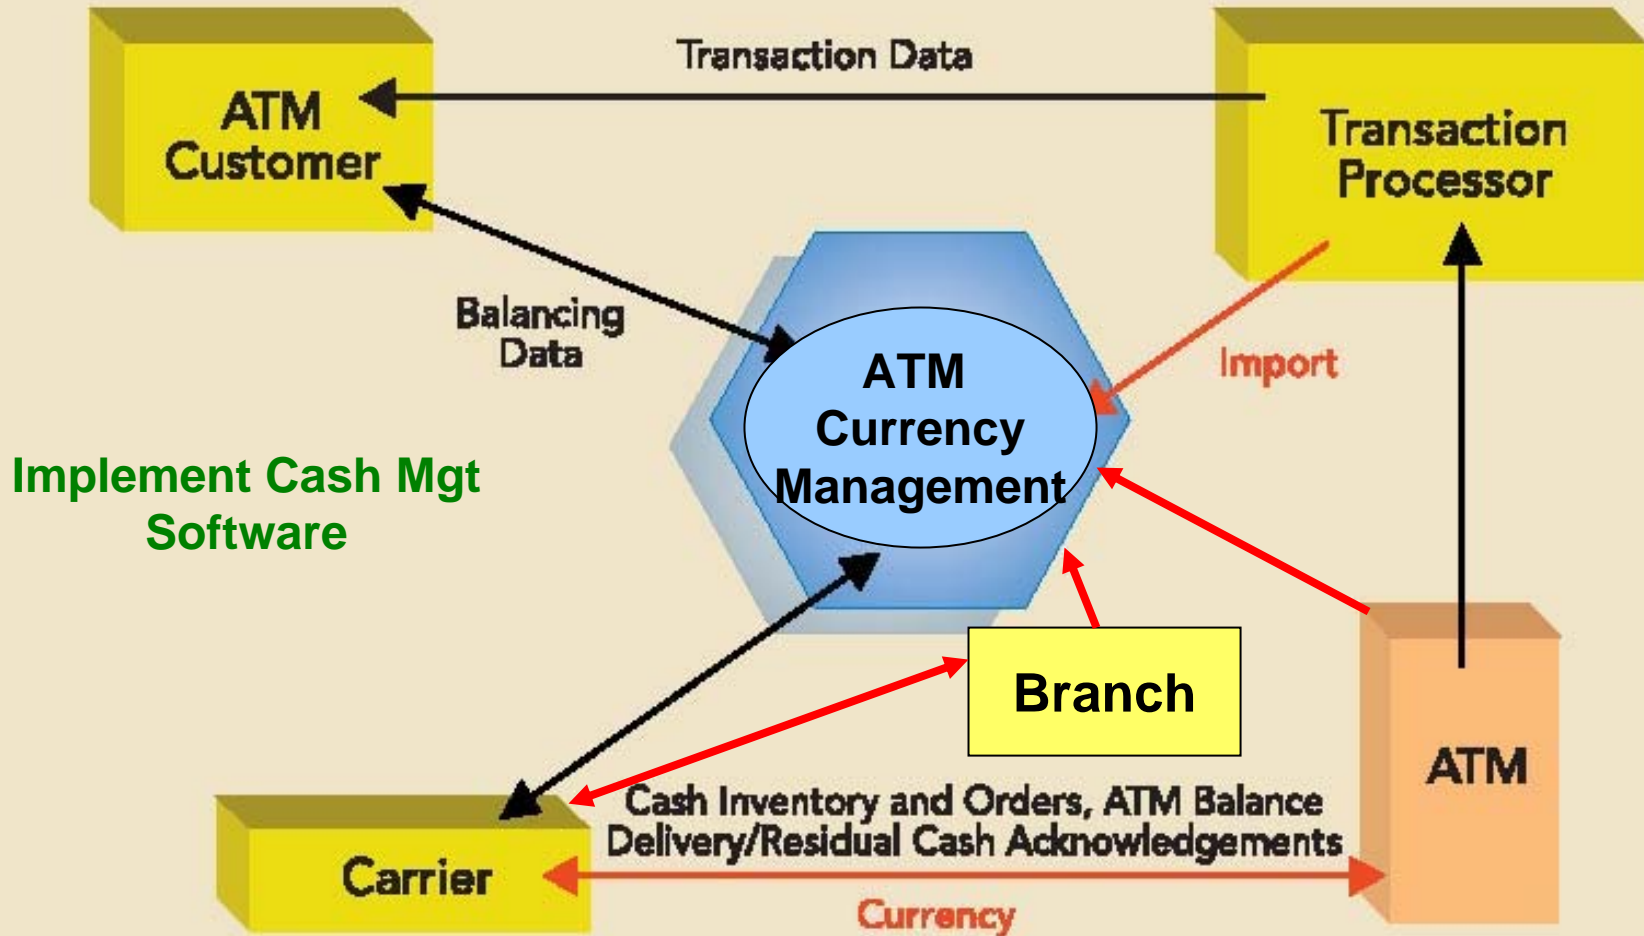 Transaction Data
ATM
Customer
Transaction
Processor
Balancing
Data
Import
ATM
Currency
Management
Implement Cash Mgt
Software
Branch
ATM
Cash Inventory and Orders, ATM Balance
Delivery/Residual Cash Acknowledgements
Carrier
Currency